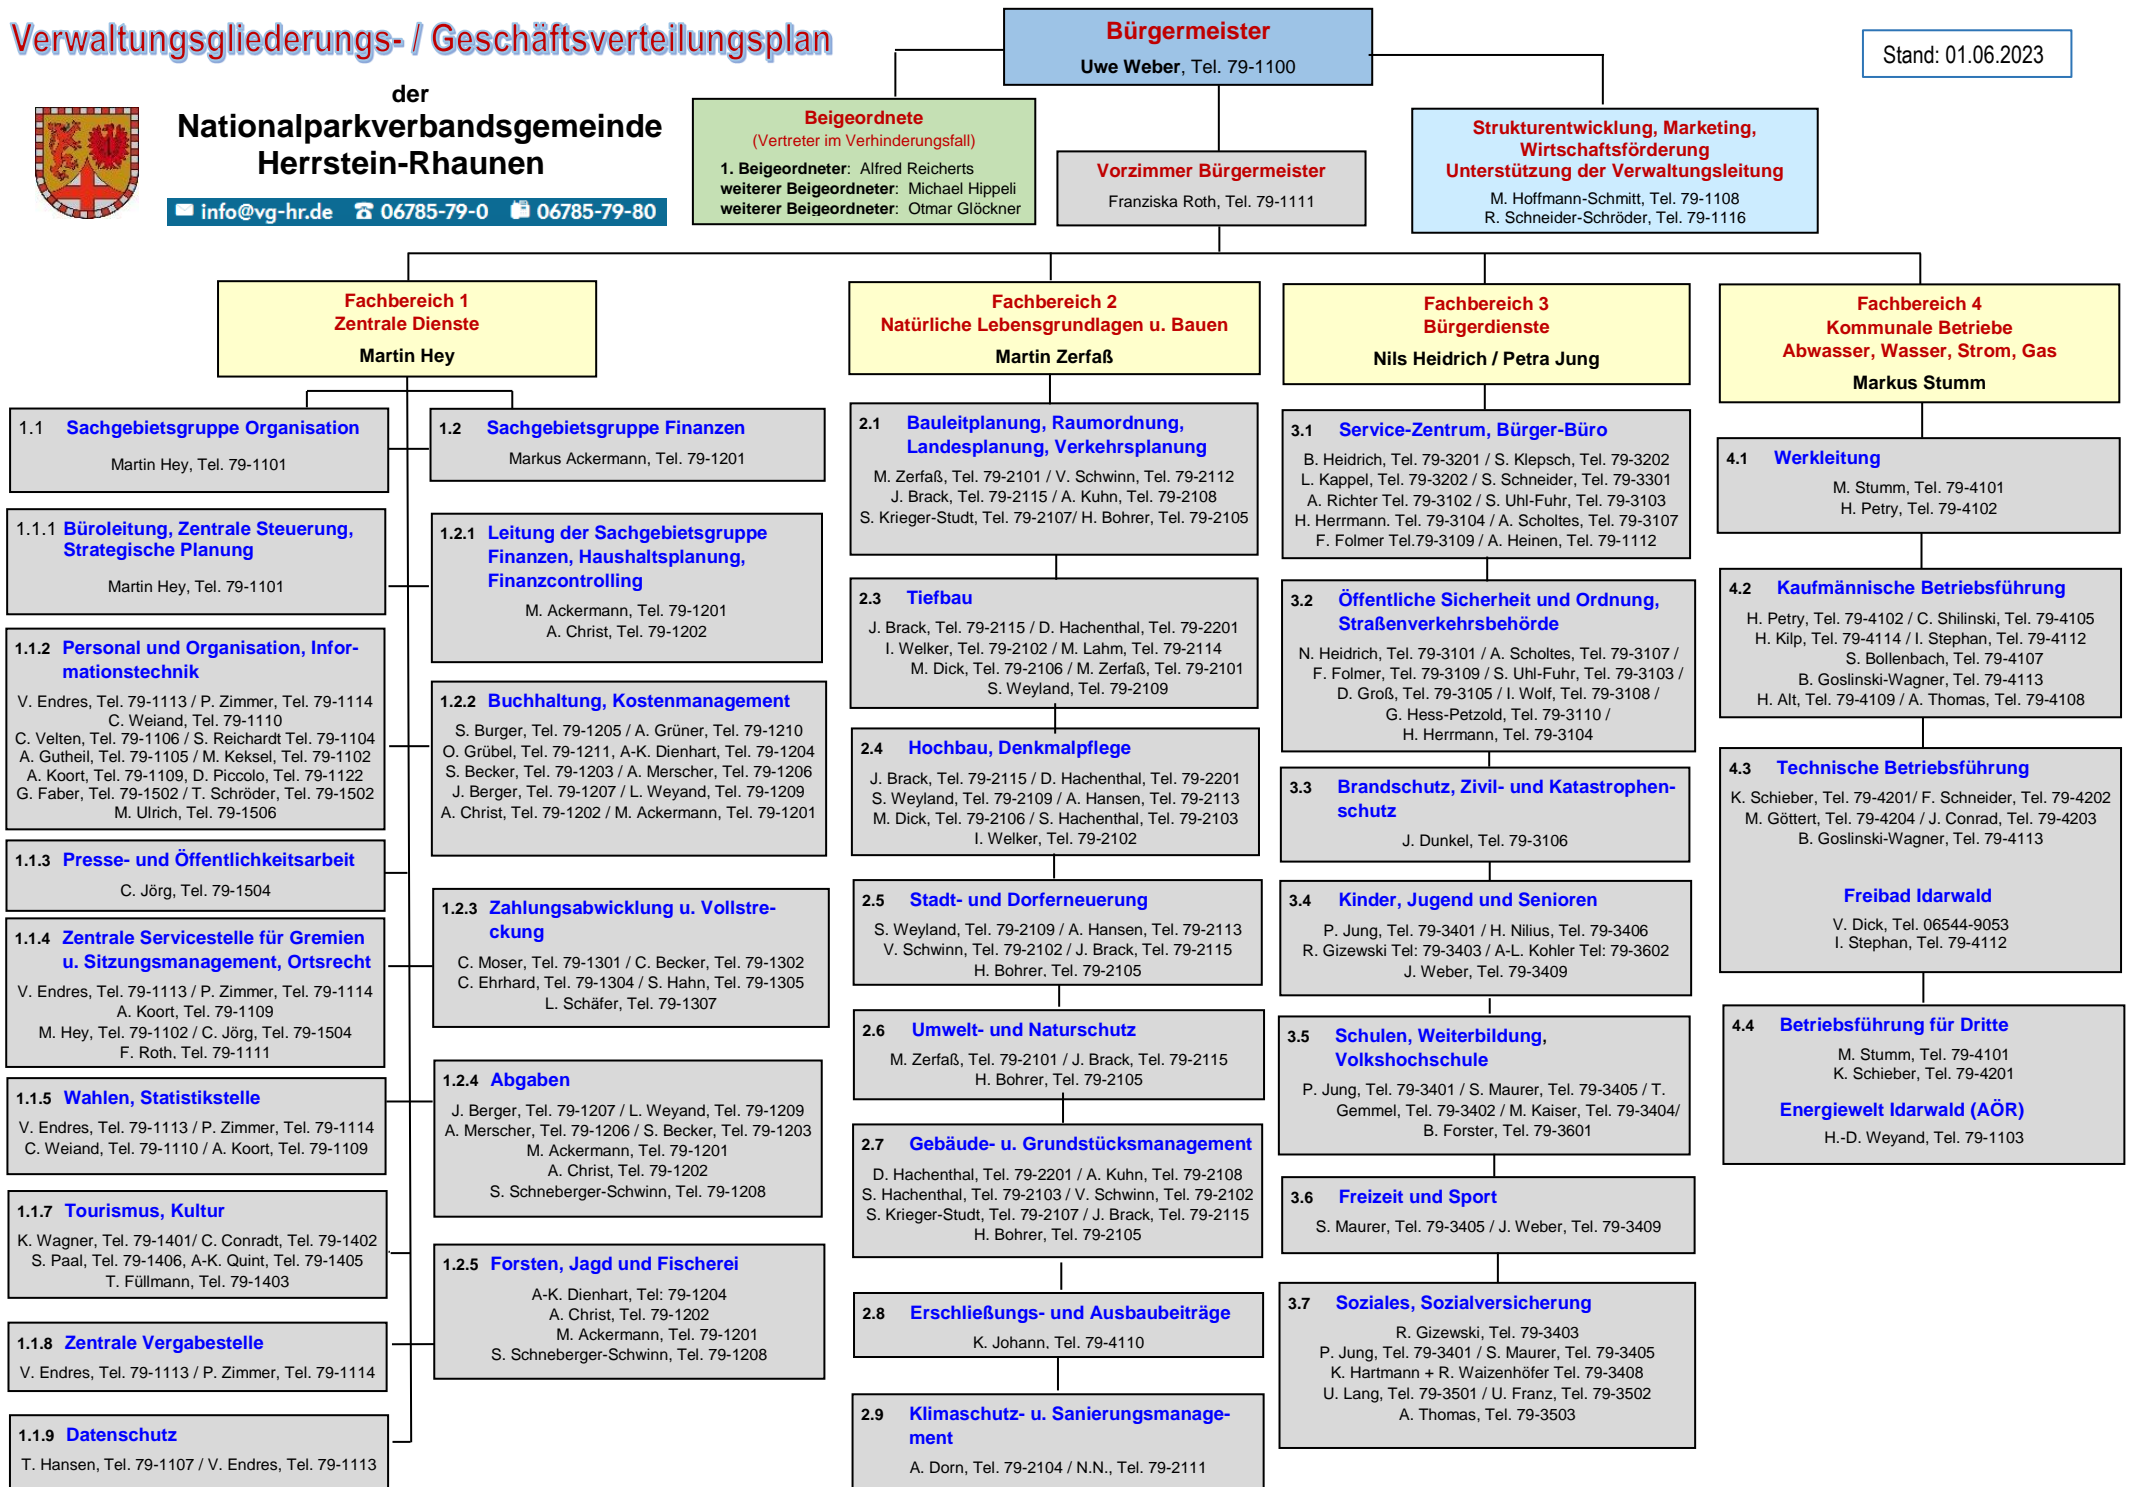 Verwaltungsgliederungs- / Geschäftsverteilungsplan
der
Nationalparkverbandsgemeinde
Herrstein-Rhaunen
info@vg-hr.de 06785-79-0 06785-79-80
Bürgermeister
Uwe Weber, Tel. 79-1100
Stand: 01.06.2023
Beigeordnete
(Vertreter im Verhinderungsfall)
1. Beigeordneter: Alfred Reicherts
weiterer Beigeordneter: Michael Hippeli
weiterer Beigeordneter: Otmar Glöckner
Vorzimmer Bürgermeister
Franziska Roth, Tel. 79-1111
Strukturentwicklung, Marketing,
Wirtschaftsförderung
Unterstützung der Verwaltungsleitung
M. Hoffmann-Schmitt, Tel. 79-1108
R. Schneider-Schröder, Tel. 79-1116
Fachbereich 1
Zentrale Dienste
Martin Hey
1.1 Sachgebietsgruppe Organisation
Martin Hey, Tel. 79-1101
1.1.1 Büroleitung, Zentrale Steuerung,
Strategische Planung
Martin Hey, Tel. 79-1101
1.1.2 Personal und Organisation, Infor-
mationstechnik
V. Endres, Tel. 79-1113 / P. Zimmer, Tel. 79-1114
C. Weiand, Tel. 79-1110
C. Velten, Tel. 79-1106 / S. Reichardt Tel. 79-1104
A. Gutheil, Tel. 79-1105 / M. Keksel, Tel. 79-1102
A. Koort, Tel. 79-1109, D. Piccolo, Tel. 79-1122
G. Faber, Tel. 79-1502 / T. Schröder, Tel. 79-1502
M. Ulrich, Tel. 79-1506
1.1.3 Presse- und Öffentlichkeitsarbeit
C. Jörg, Tel. 79-1504
1.1.4 Zentrale Servicestelle für Gremien
u. Sitzungsmanagement, Ortsrecht
V. Endres, Tel. 79-1113 / P. Zimmer, Tel. 79-1114
A. Koort, Tel. 79-1109
M. Hey, Tel. 79-1102 / C. Jörg, Tel. 79-1504
F. Roth, Tel. 79-1111
1.1.5 Wahlen, Statistikstelle
V. Endres, Tel. 79-1113 / P. Zimmer, Tel. 79-1114
C. Weiand, Tel. 79-1110 / A. Koort, Tel. 79-1109
1.1.7 Tourismus, Kultur
K. Wagner, Tel. 79-1401/ C. Conradt, Tel. 79-1402
S. Paal, Tel. 79-1406, A-K. Quint, Tel. 79-1405
T. Füllmann, Tel. 79-1403
1.1.8 Zentrale Vergabestelle
V. Endres, Tel. 79-1113 / P. Zimmer, Tel. 79-1114
1.1.9 Datenschutz
T. Hansen, Tel. 79-1107 / V. Endres, Tel. 79-1113
1.2 Sachgebietsgruppe Finanzen
Markus Ackermann, Tel. 79-1201
1.2.1 Leitung der Sachgebietsgruppe
Finanzen, Haushaltsplanung,
Finanzcontrolling
M. Ackermann, Tel. 79-1201
A. Christ, Tel. 79-1202
1.2.2 Buchhaltung, Kostenmanagement
S. Burger, Tel. 79-1205 / A. Grüner, Tel. 79-1210
O. Grübel, Tel. 79-1211, A-K. Dienhart, Tel. 79-1204
S. Becker, Tel. 79-1203 / A. Merscher, Tel. 79-1206
J. Berger, Tel. 79-1207 / L. Weyand, Tel. 79-1209
A. Christ, Tel. 79-1202 / M. Ackermann, Tel. 79-1201
1.2.3 Zahlungsabwicklung u. Vollstre-
ckung
C. Moser, Tel. 79-1301 / C. Becker, Tel. 79-1302
C. Ehrhard, Tel. 79-1304 / S. Hahn, Tel. 79-1305
L. Schäfer, Tel. 79-1307
1.2.4 Abgaben
J. Berger, Tel. 79-1207 / L. Weyand, Tel. 79-1209
A. Merscher, Tel. 79-1206 / S. Becker, Tel. 79-1203
M. Ackermann, Tel. 79-1201
A. Christ, Tel. 79-1202
S. Schneberger-Schwinn, Tel. 79-1208
1.2.5 Forsten, Jagd und Fischerei
A-K. Dienhart, Tel: 79-1204
A. Christ, Tel. 79-1202
M. Ackermann, Tel. 79-1201
S. Schneberger-Schwinn, Tel. 79-1208
Fachbereich 2
Natürliche Lebensgrundlagen u. Bauen
Martin Zerfaß
2.1 Bauleitplanung, Raumordnung,
Landesplanung, Verkehrsplanung
M. Zerfaß, Tel. 79-2101 / V. Schwinn, Tel. 79-2112
J. Brack, Tel. 79-2115 / A. Kuhn, Tel. 79-2108
S. Krieger-Studt, Tel. 79-2107/ H. Bohrer, Tel. 79-2105
2.3 Tiefbau
J. Brack, Tel. 79-2115 / D. Hachenthal, Tel. 79-2201
I. Welker, Tel. 79-2102 / M. Lahm, Tel. 79-2114
M. Dick, Tel. 79-2106 / M. Zerfaß, Tel. 79-2101
S. Weyland, Tel. 79-2109
2.4 Hochbau, Denkmalpflege
J. Brack, Tel. 79-2115 / D. Hachenthal, Tel. 79-2201
S. Weyland, Tel. 79-2109 / A. Hansen, Tel. 79-2113
M. Dick, Tel. 79-2106 / S. Hachenthal, Tel. 79-2103
I. Welker, Tel. 79-2102
2.5 Stadt- und Dorferneuerung
S. Weyland, Tel. 79-2109 / A. Hansen, Tel. 79-2113
V. Schwinn, Tel. 79-2102 / J. Brack, Tel. 79-2115
H. Bohrer, Tel. 79-2105
2.6 Umwelt- und Naturschutz
M. Zerfaß, Tel. 79-2101 / J. Brack, Tel. 79-2115
H. Bohrer, Tel. 79-2105
2.7 Gebäude- u. Grundstücksmanagement
D. Hachenthal, Tel. 79-2201 / A. Kuhn, Tel. 79-2108
S. Hachenthal, Tel. 79-2103 / V. Schwinn, Tel. 79-2102
S. Krieger-Studt, Tel. 79-2107 / J. Brack, Tel. 79-2115
H. Bohrer, Tel. 79-2105
2.8 Erschließungs- und Ausbaubeiträge
K. Johann, Tel. 79-4110
2.9 Klimaschutz- u. Sanierungsmanage-
ment
A. Dorn, Tel. 79-2104 / N.N., Tel. 79-2111
Fachbereich 3
Bürgerdienste
Nils Heidrich / Petra Jung
3.1 Service-Zentrum, Bürger-Büro
B. Heidrich, Tel. 79-3201 / S. Klepsch, Tel. 79-3202
L. Kappel, Tel. 79-3202 / S. Schneider, Tel. 79-3301
A. Richter Tel. 79-3102 / S. Uhl-Fuhr, Tel. 79-3103
H. Herrmann. Tel. 79-3104 / A. Scholtes, Tel. 79-3107
F. Folmer Tel.79-3109 / A. Heinen, Tel. 79-1112
3.2 Öffentliche Sicherheit und Ordnung,
Straßenverkehrsbehörde
N. Heidrich, Tel. 79-3101 / A. Scholtes, Tel. 79-3107 /
F. Folmer, Tel. 79-3109 / S. Uhl-Fuhr, Tel. 79-3103 /
D. Groß, Tel. 79-3105 / I. Wolf, Tel. 79-3108 /
G. Hess-Petzold, Tel. 79-3110 /
H. Herrmann, Tel. 79-3104
3.3 Brandschutz, Zivil- und Katastrophen-
schutz
J. Dunkel, Tel. 79-3106
3.4 Kinder, Jugend und Senioren
P. Jung, Tel. 79-3401 / H. Nilius, Tel. 79-3406
R. Gizewski Tel: 79-3403 / A-L. Kohler Tel: 79-3602
J. Weber, Tel. 79-3409
3.5 Schulen, Weiterbildung,
Volkshochschule
P. Jung, Tel. 79-3401 / S. Maurer, Tel. 79-3405 / T.
Gemmel, Tel. 79-3402 / M. Kaiser, Tel. 79-3404/
B. Forster, Tel. 79-3601
3.6 Freizeit und Sport
S. Maurer, Tel. 79-3405 / J. Weber, Tel. 79-3409
3.7 Soziales, Sozialversicherung
R. Gizewski, Tel. 79-3403
P. Jung, Tel. 79-3401 / S. Maurer, Tel. 79-3405
K. Hartmann + R. Waizenhöfer Tel. 79-3408
U. Lang, Tel. 79-3501 / U. Franz, Tel. 79-3502
A. Thomas, Tel. 79-3503
Fachbereich 4
Kommunale Betriebe
Abwasser, Wasser, Strom, Gas
Markus Stumm
4.1 Werkleitung
M. Stumm, Tel. 79-4101
H. Petry, Tel. 79-4102
4.2 Kaufmännische Betriebsführung
H. Petry, Tel. 79-4102 / C. Shilinski, Tel. 79-4105
H. Kilp, Tel. 79-4114 / I. Stephan, Tel. 79-4112
S. Bollenbach, Tel. 79-4107
B. Goslinski-Wagner, Tel. 79-4113
H. Alt, Tel. 79-4109 / A. Thomas, Tel. 79-4108
4.3 Technische Betriebsführung
K. Schieber, Tel. 79-4201/ F. Schneider, Tel. 79-4202
M. Göttert, Tel. 79-4204 / J. Conrad, Tel. 79-4203
B. Goslinski-Wagner, Tel. 79-4113
Freibad Idarwald
V. Dick, Tel. 06544-9053
I. Stephan, Tel. 79-4112
4.4 Betriebsführung für Dritte
M. Stumm, Tel. 79-4101
K. Schieber, Tel. 79-4201
Energiewelt Idarwald (AÖR)
H.-D. Weyand, Tel. 79-1103